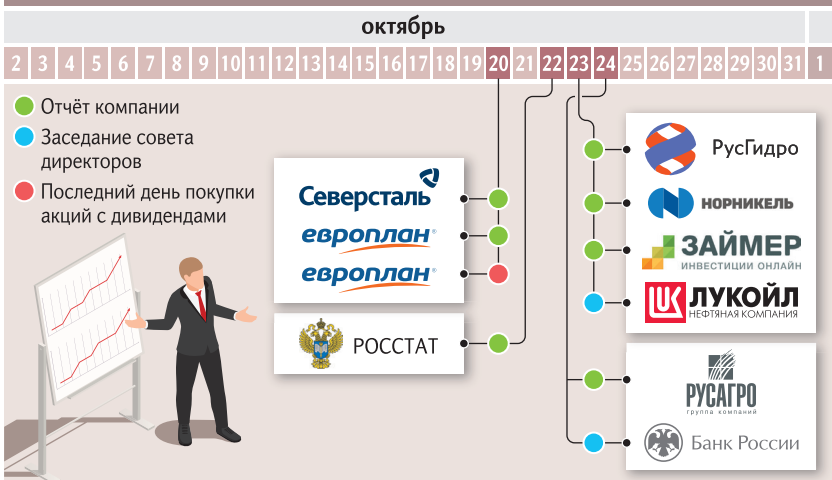 октябрь
2 3 4 5 6 7 8 9 10 11 12 13 14 15 16 17 18 19 20 21 22 23 24 25 26 27 28 29 30 31 1
Отчёт компании
Заседание совета
директоров
Последний день покупки
акций с дивидендами
Северсталь
европлан®
европлан®
РОССТАТ
РусГидро
НОРНИКЕЛЬ
ЗАЙМЕР
ИНВЕСТИЦИИ ОНЛАЙН
LUK ЛУКОЙЛ
НЕФТЯНАЯ КОМПАНИЯ
РУСАГРО
группа компаний
Банк России